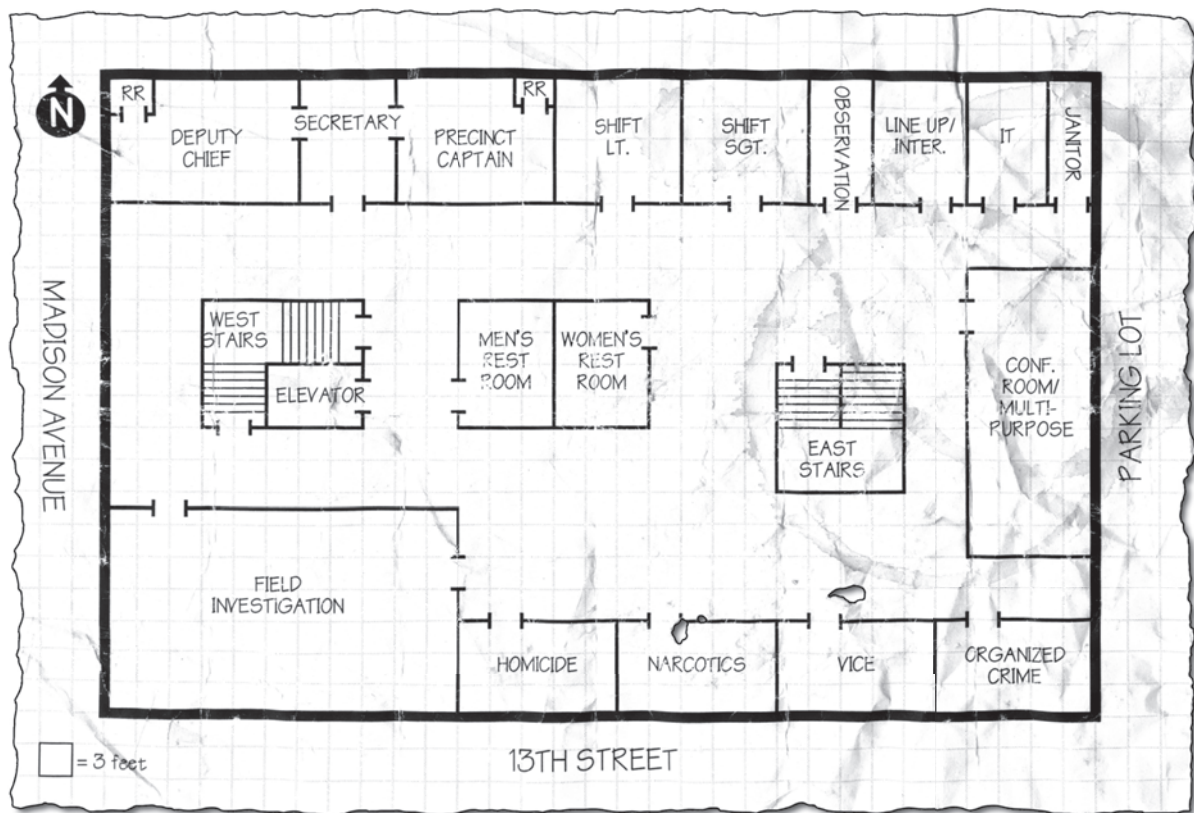 N
RR
DEPUTY
CHIEF
SECRETARY
PRECINCT
CAPTAIN
RR
SHIFT
LT.
SHIFT
SGT.
OBSERVATION
LINE UP/
INTER.
IT
JANITOR
MADISON AVENUE
WEST
STAIRS
ELEVATOR
MEN'S
REST
ROOM
WOMEN'S
REST
ROOM
EAST
STAIRS
CONF.
ROOM/
MULTI-
PURPOSE
PARKING LOT
FIELD
INVESTIGATION
HOMICIDE
NARCOTICS
VICE
ORGANIZED
CRIME
= 3 feet
13TH STREET